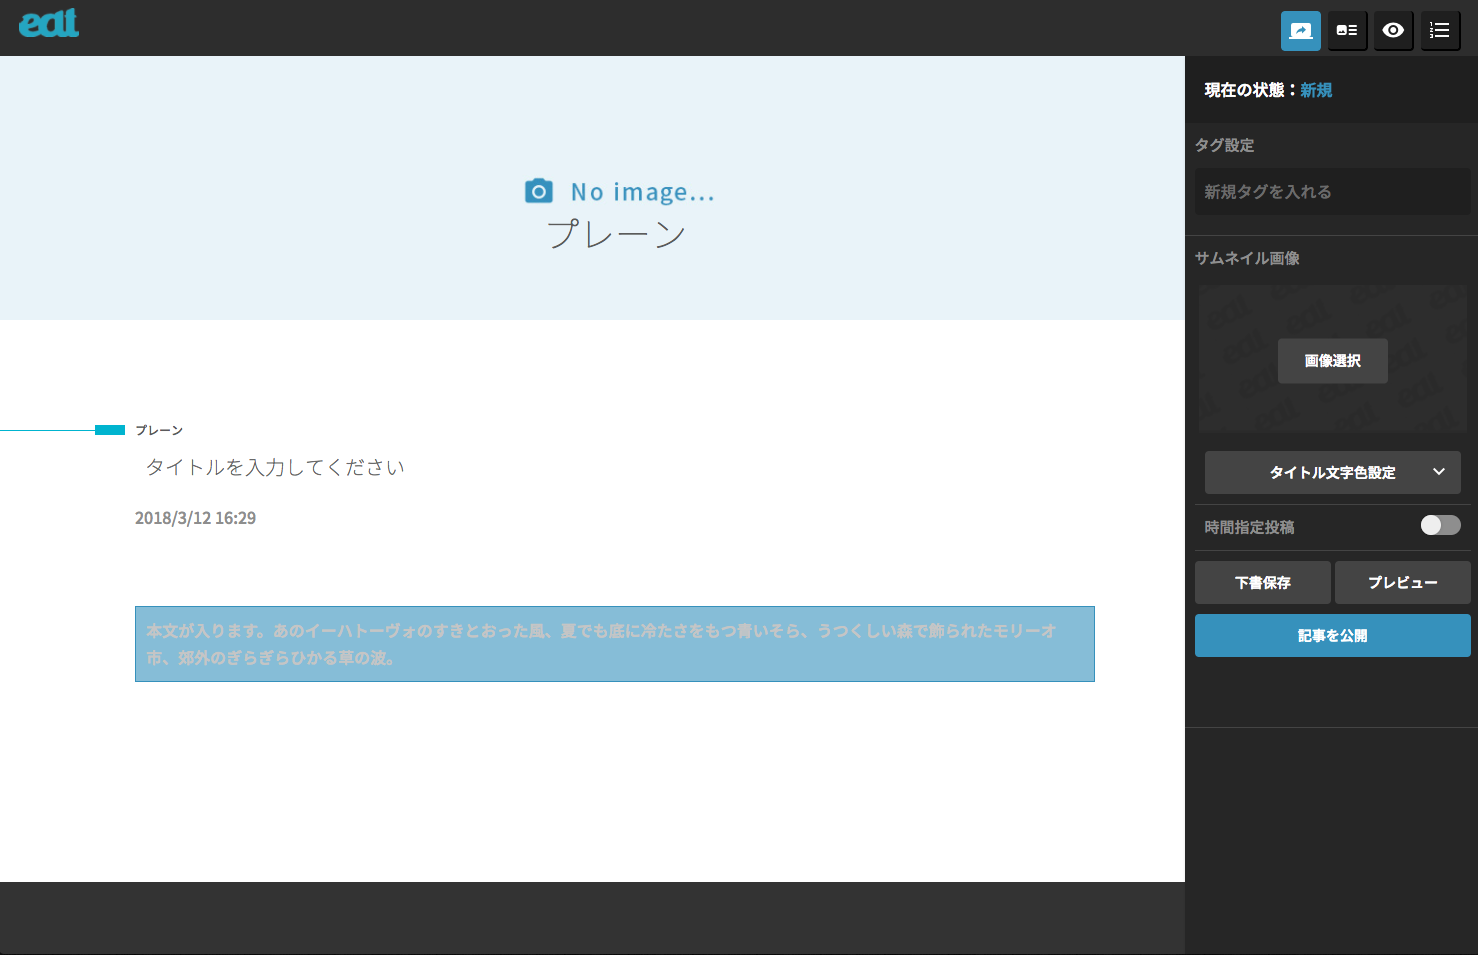 eat
現在の状態：新規
タグ設定
新規タグを入れる
サムネイル画像
画像選択
タイトル文字色設定
時間指定投稿
下書保存
プレビュー
記事を公開
No image...
プレーン
プレーン
タイトルを入力してください
2018/3/12 16:29
本文が入ります。あのイーハトーヴォのすきとおった風、夏でも底に冷たさをもつ青いそら、うつくしい森で飾られたモリーオ
市、郊外のぎらぎらひかる草の波。